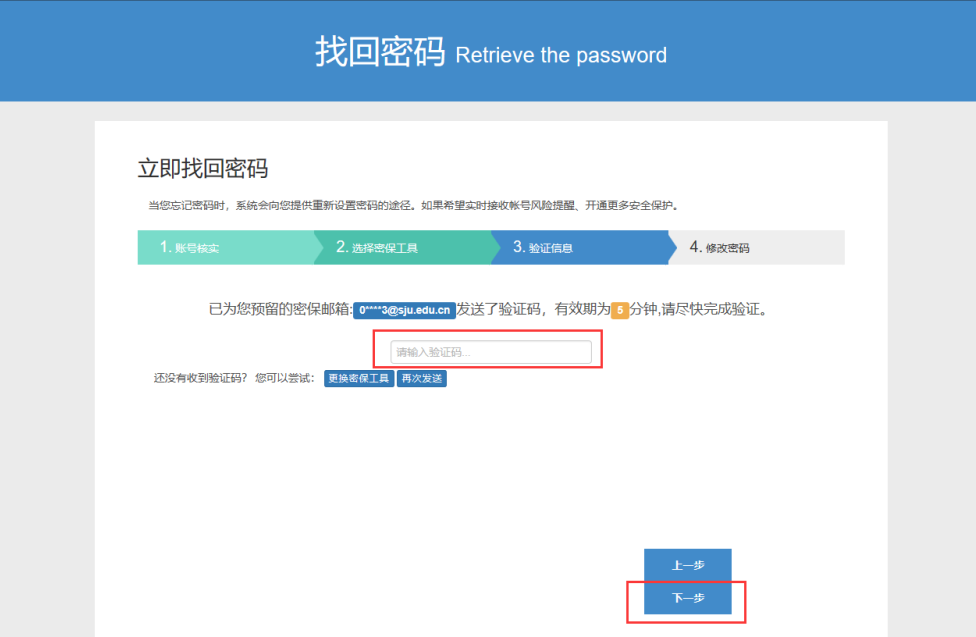 找回密码 Retrieve the password
立即找回密码
当您忘记密码时，系统会向您提供重新设置密码的途径。如果希望实时接收帐号风险提醒、开通更多安全保护。
1. 账号核实 2. 选择密保工具 3. 验证信息 4. 修改密码
已为您预留的密保邮箱:0****3@sju.edu.cn发送了验证码，有效期为5分钟,请尽快完成验证。
请输入验证码...
还没有收到验证码？ 您可以尝试： 更换密保工具 再次发送
上一步
下一步